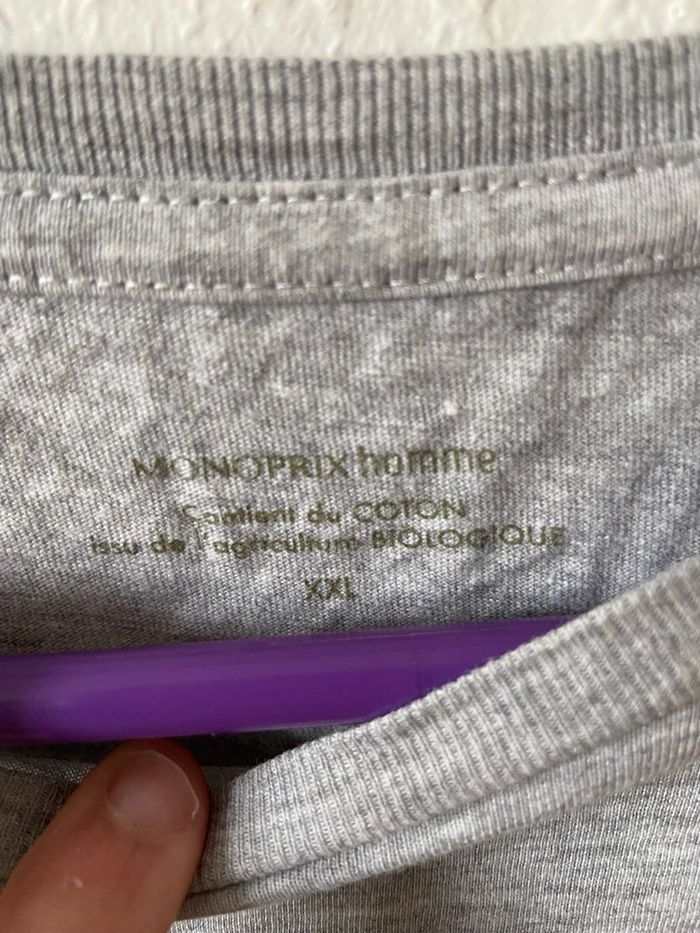 MONOPRIX homme
Contient du COTON
issu de l'agriculture BIOLOGIQUE
XXL